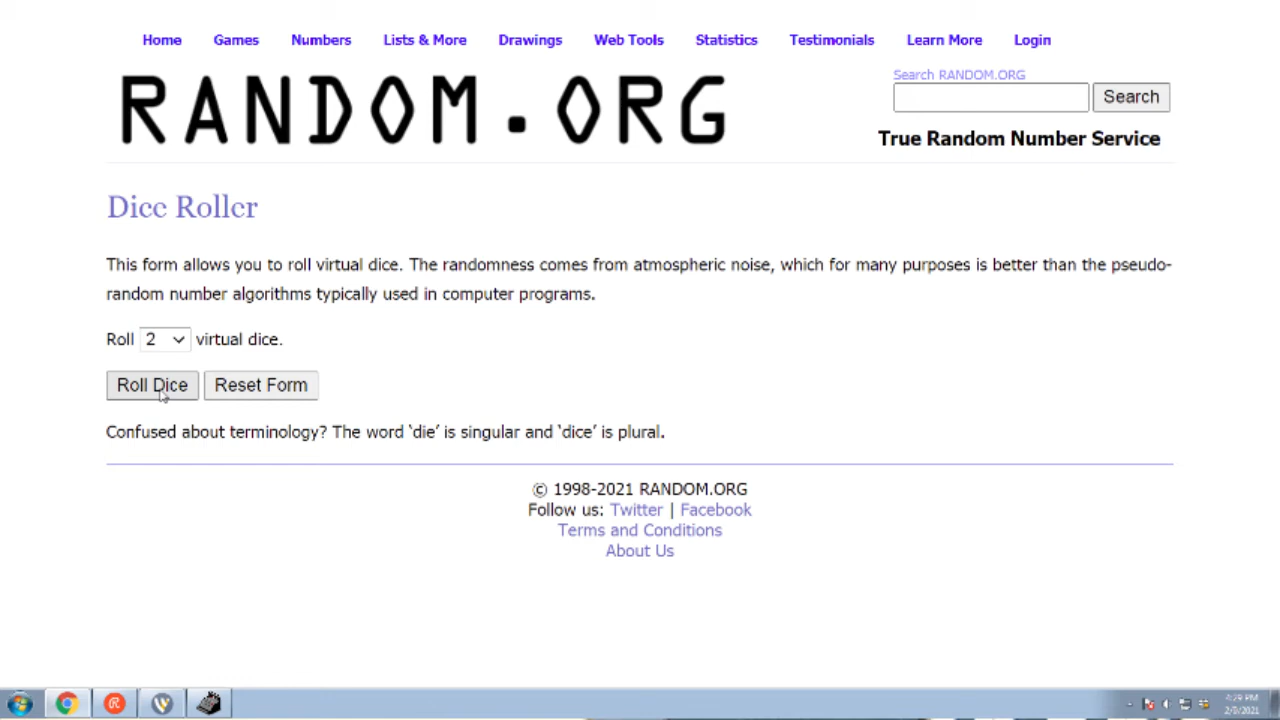 Home Games Numbers Lists & More Drawings Web Tools Statistics Testimonials Learn More Login
RANDOM.ORG
Search RANDOM.ORG
Search
True Random Number Service
Dice Roller
This form allows you to roll virtual dice. The randomness comes from atmospheric noise, which for many purposes is better than the pseudo-
random number algorithms typically used in computer programs.
Roll 2 virtual dice.
Roll Dice Reset Form
Confused about terminology? The word ‘die’ is singular and ‘dice’ is plural.
© 1998-2021 RANDOM.ORG
Follow us: Twitter | Facebook
Terms and Conditions
About Us
4:29 PM